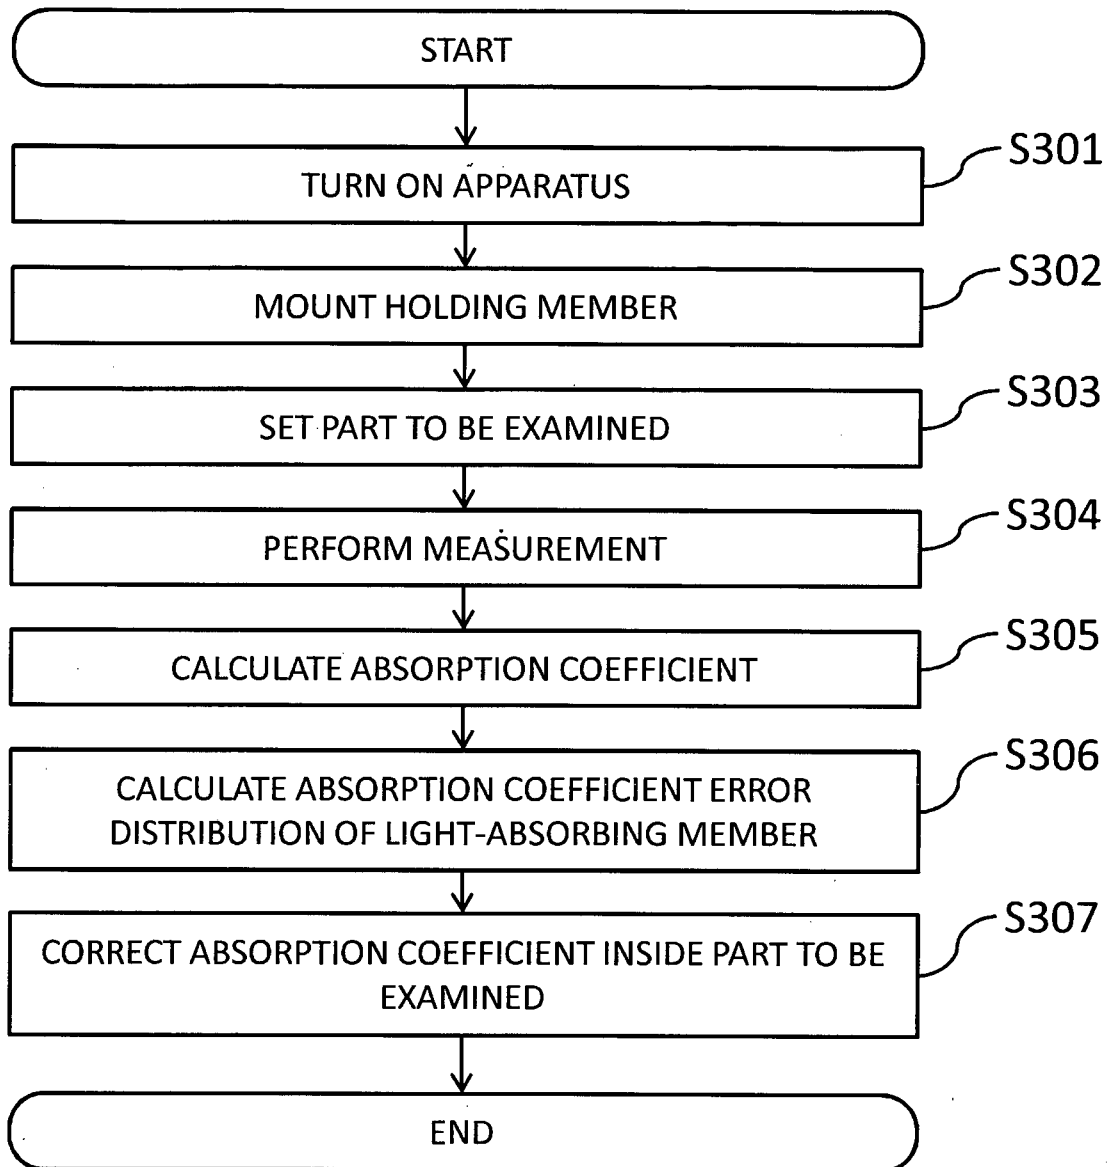 START
TURN ON APPARATUS
S301
MOUNT HOLDING MEMBER
S302
SET PART TO BE EXAMINED
S303
PERFORM MEASUREMENT
S304
CALCULATE ABSORPTION COEFFICIENT
S305
CALCULATE ABSORPTION COEFFICIENT ERROR
DISTRIBUTION OF LIGHT-ABSORBING MEMBER
S306
CORRECT ABSORPTION COEFFICIENT INSIDE PART TO BE
EXAMINED
S307
END